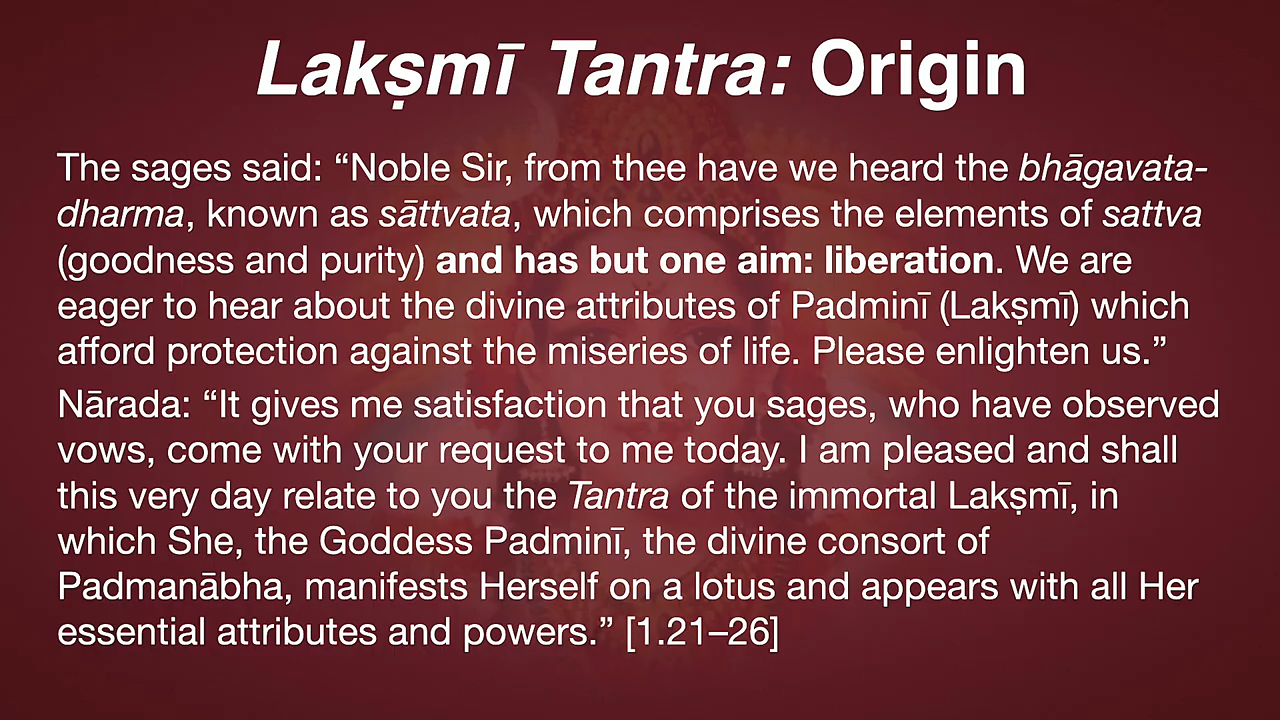 Lakṣmī Tantra: Origin
The sages said: “Noble Sir, from thee have we heard the bhāgavata-
dharma, known as sāttvata, which comprises the elements of sattva
(goodness and purity) and has but one aim: liberation. We are
eager to hear about the divine attributes of Padminī (Lakṣmī) which
afford protection against the miseries of life. Please enlighten us.”
Nārada: “It gives me satisfaction that you sages, who have observed
vows, come with your request to me today. I am pleased and shall
this very day relate to you the Tantra of the immortal Lakṣmī, in
which She, the Goddess Padminī, the divine consort of
Padmanābha, manifests Herself on a lotus and appears with all Her
essential attributes and powers.” [1.21–26]